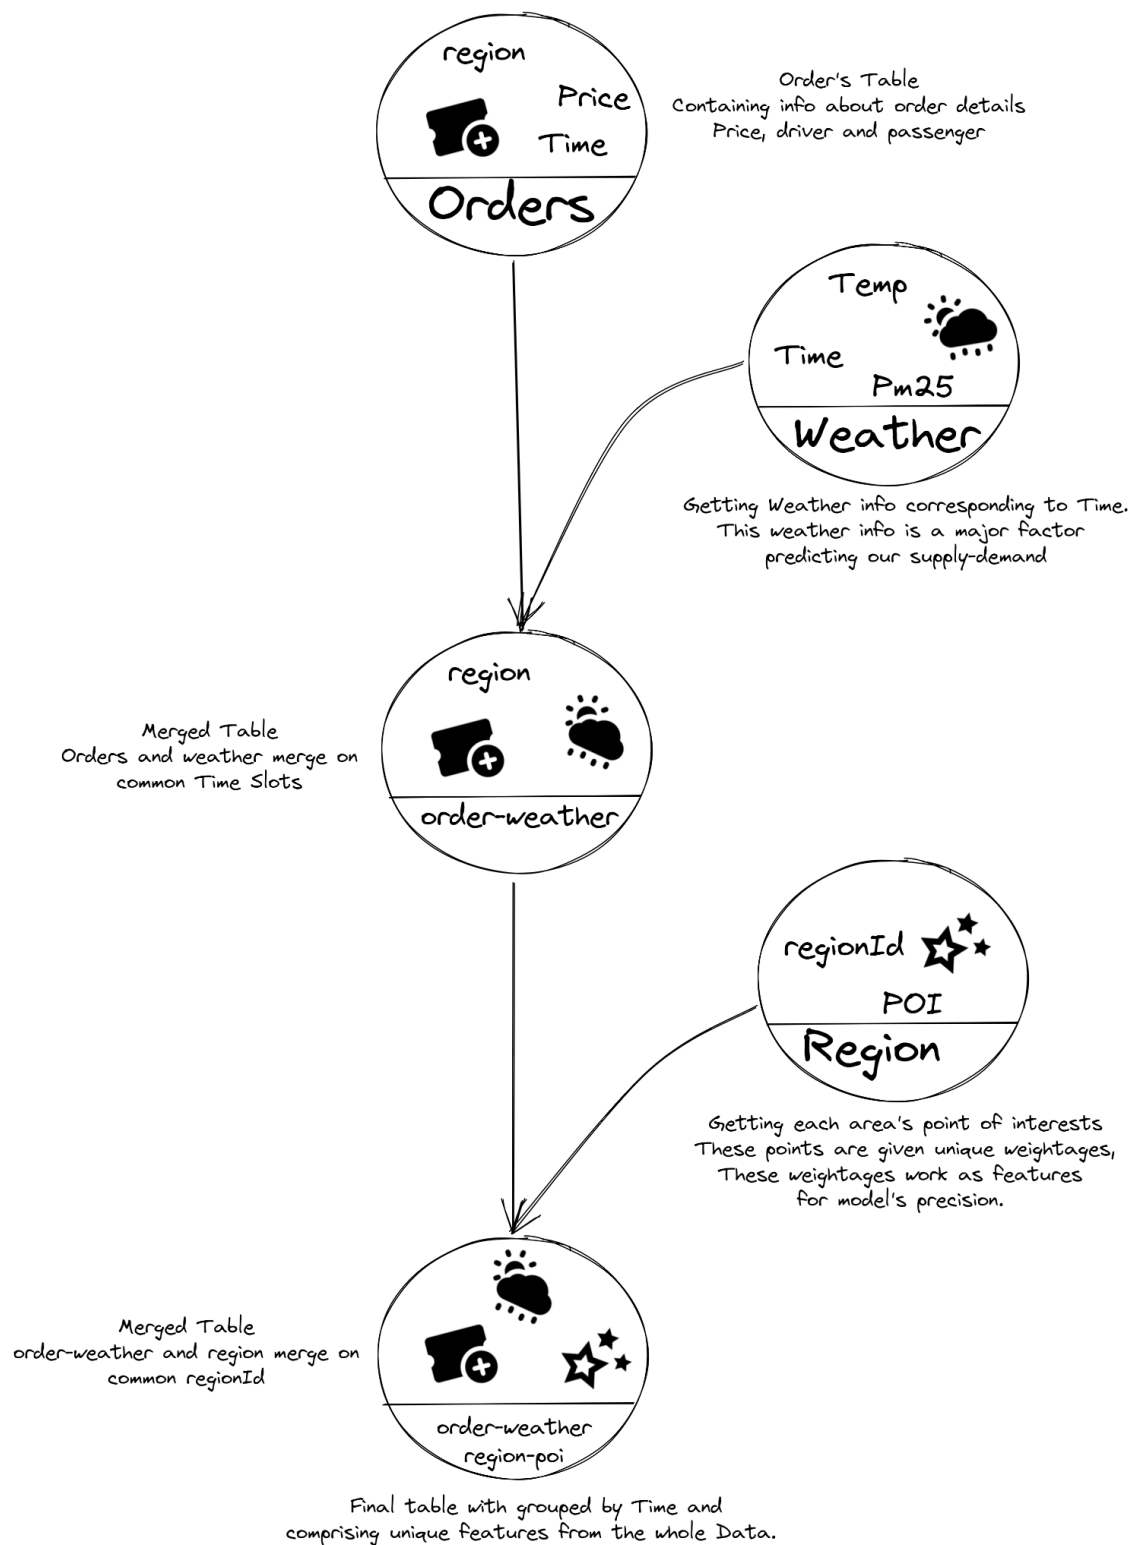 region
Price
Time
Orders
Order's Table
Containing info about order details
Price, driver and passenger
Temp
Time
Pm25
Weather
Getting Weather info corresponding to Time.
This weather info is a major factor
predicting our supply-demand
region
order-weather
Merged Table
Orders and weather merge on
common Time Slots
regionId
POI
Region
Getting each area's point of interests
These points are given unique weightages,
These weightages work as features
for model's precision.
Merged Table
order-weather and region merge on
common regionId
order-weather
region-poi
Final table with grouped by Time and
comprising unique features from the whole Data.